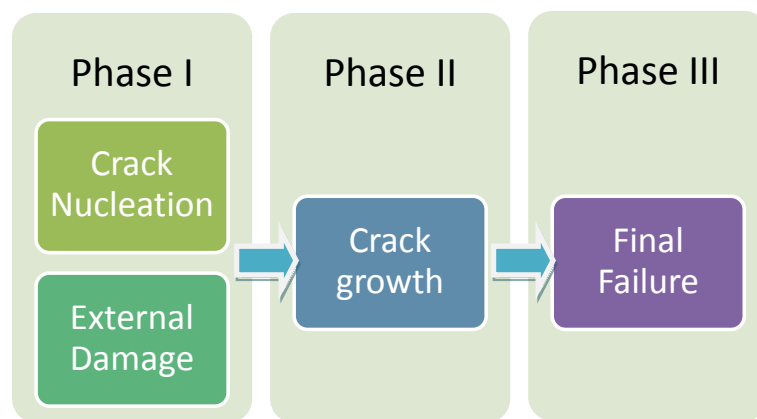 Phase I
Crack
Nucleation
External
Damage
Phase II
Crack
growth
Phase III
Final
Failure